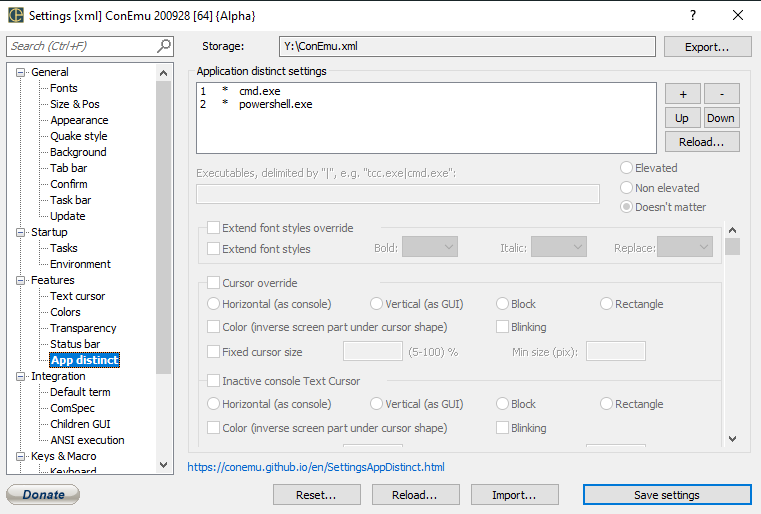 Settings [xml] ConEmu 200928 [64] {Alpha}
? ×
Search (Ctrl+F)
Storage: Y:\ConEmu.xml Export...
General
Fonts
Size & Pos
Appearance
Quake style
Background
Tab bar
Confirm
Task bar
Update
Startup
Tasks
Environment
Features
Text cursor
Colors
Transparency
Status bar
App distinct
Integration
Default term
ComSpec
Children GUI
ANSI execution
Keys & Macro
Keyboard
Application distinct settings
1 * cmd.exe
2 * powershell.exe
+ -
Up Down
Reload...
Executables, delimited by "|", e.g. "tcc.exe|cmd.exe":
Elevated
Non elevated
Doesn't matter
Extend font styles override
Extend font styles Bold: Italic: Replace:
Cursor override
Horizontal (as console) Vertical (as GUI) Block Rectangle
Color (inverse screen part under cursor shape) Blinking
Fixed cursor size (5-100) % Min size (pix):
Inactive console Text Cursor
Horizontal (as console) Vertical (as GUI) Block Rectangle
Color (inverse screen part under cursor shape) Blinking
https://conemu.github.io/en/SettingsAppDistinct.html
Donate Reset... Reload... Import... Save settings